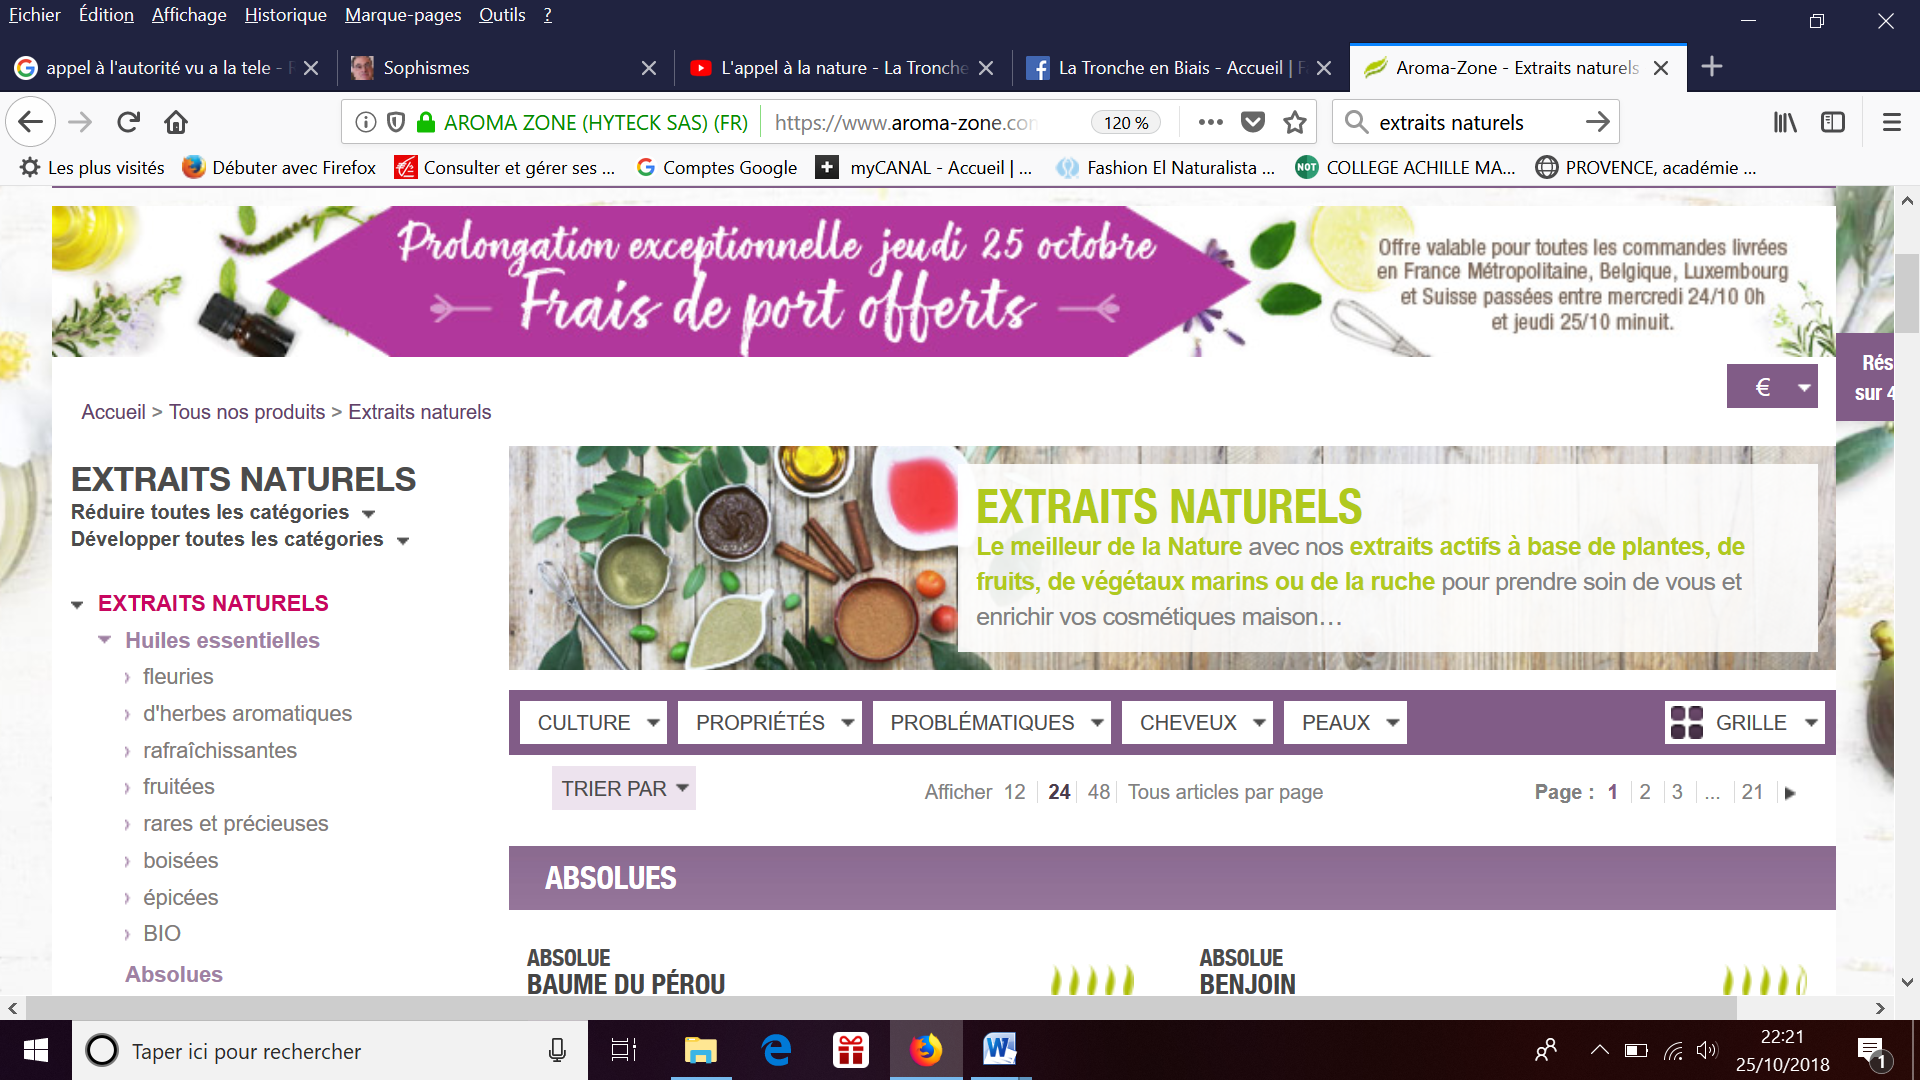 Fichier Édition Affichage Historique Marque-pages Outils ?
appel à l'autorité vu a la tele -
Sophismes
L'appel à la nature - La Tronche
La Tronche en Biais - Accueil |
Aroma-Zone - Extraits naturels
AROMA ZONE (HYTECK SAS) (FR)
https://www.aroma-zone.com
120 %
extraits naturels
Les plus visités
Débuter avec Firefox
Consulter et gérer ses ...
Comptes Google
myCANAL - Accueil | ...
Fashion El Naturalista ...
NOT
COLLEGE ACHILLE MA...
PROVENCE, académie ...
Prolongation exceptionnelle jeudi 25 octobre
Frais de port offerts
Offre valable pour toutes les commandes livrées
en France Métropolitaine, Belgique, Luxembourg
et Suisse passées entre mercredi 24/10 0h
et jeudi 25/10 minuit.
€
Rés
sur 4
Accueil > Tous nos produits > Extraits naturels
EXTRAITS NATURELS
Réduire toutes les catégories
Développer toutes les catégories
EXTRAITS NATURELS
Huiles essentielles
fleuries
d'herbes aromatiques
rafraîchissantes
fruitées
rares et précieuses
boisées
épicées
BIO
Absolues
EXTRAITS NATURELS
Le meilleur de la Nature avec nos extraits actifs à base de plantes, de
fruits, de végétaux marins ou de la ruche pour prendre soin de vous et
enrichir vos cosmétiques maison…
CULTURE
PROPRIÉTÉS
PROBLÉMATIQUES
CHEVEUX
PEAUX
GRILLE
TRIER PAR
Afficher 12 24 48 Tous articles par page
Page : 1 2 3 ... 21
ABSOLUES
ABSOLUE
BAUME DU PÉROU
ABSOLUE
BENJOIN
Taper ici pour rechercher
22:21
25/10/2018
1